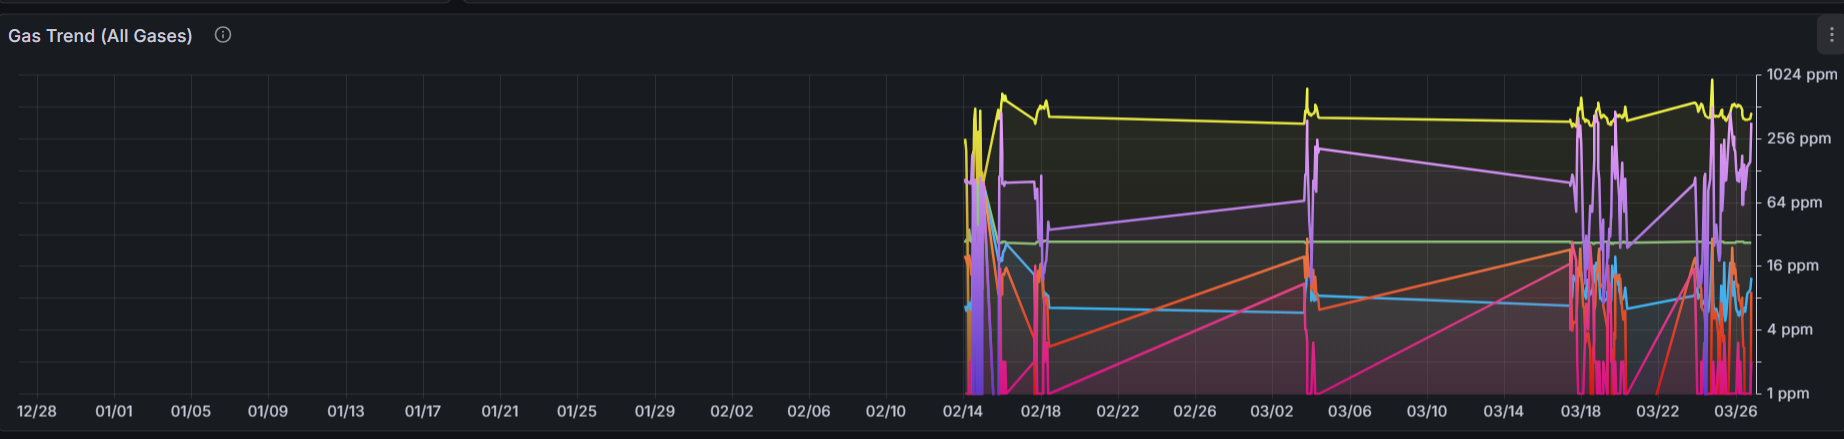 Gas Trend (All Gases)
1024 ppm
256 ppm
64 ppm
16 ppm
4 ppm
1 ppm
12/28 01/01 01/05 01/09 01/13 01/17 01/21 01/25 01/29 02/02 02/06 02/10 02/14 02/18 02/22 02/26 03/02 03/06 03/10 03/14 03/18 03/22 03/26